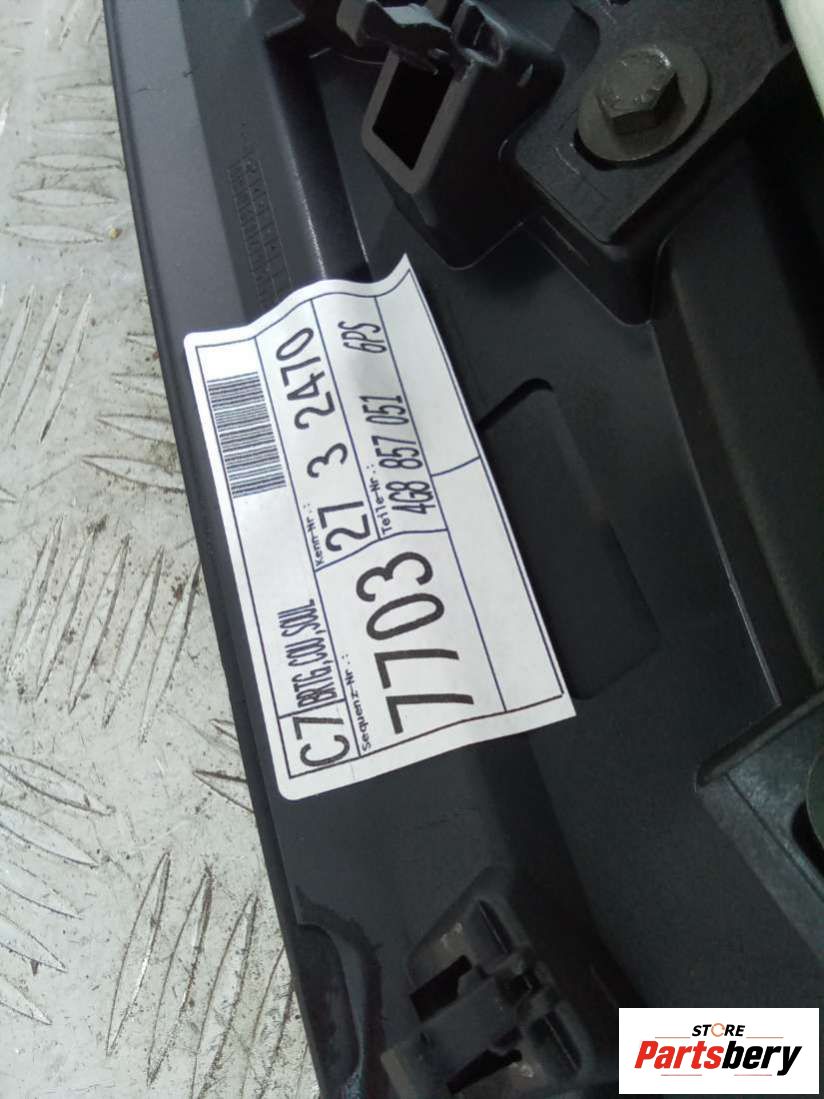 C7 BRTG,COU,SOUL
Kenn-Nr.:
27 3 2470
Sequenz-Nr.:
7703
Teile-Nr.:
4G8 857 051 6PS
STORE
Partsbery